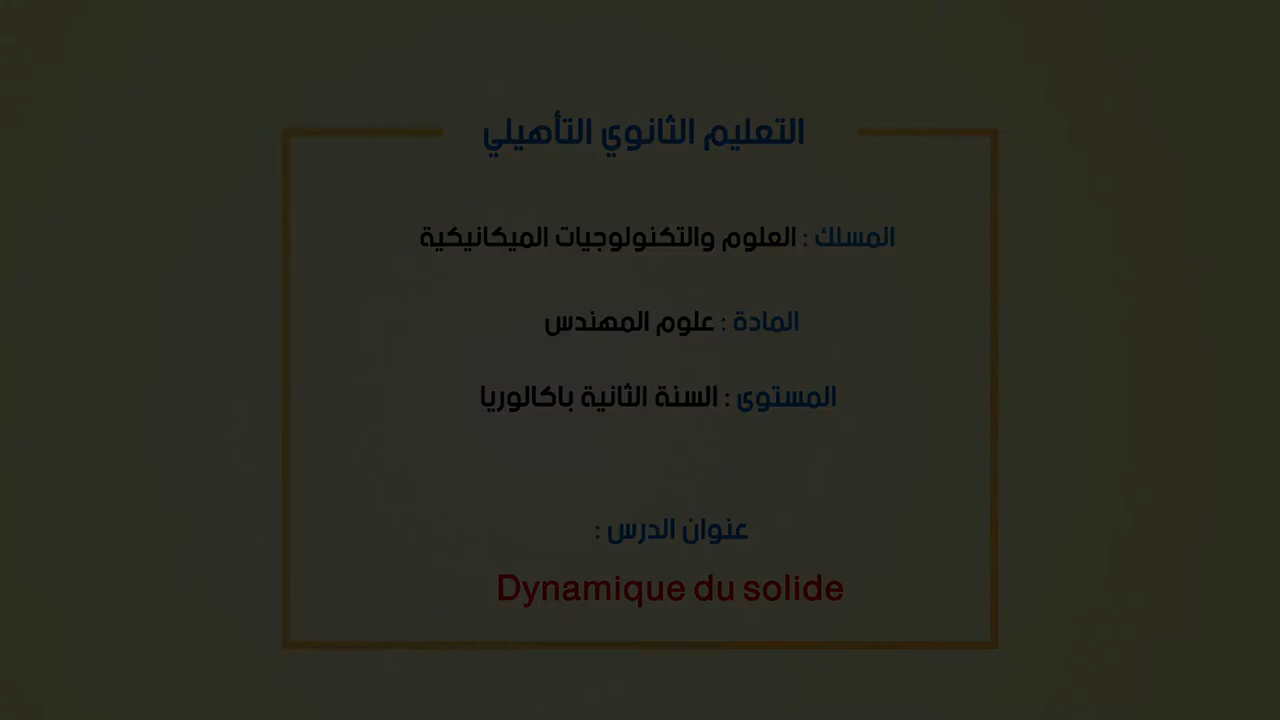 التعليم الثانوي التأهيلي
المسلك : العلوم والتكنولوجيات الميكانيكية
المادة : علوم المهندس
المستوى : السنة الثانية باكالوريا
عنوان الدرس :
Dynamique du solide